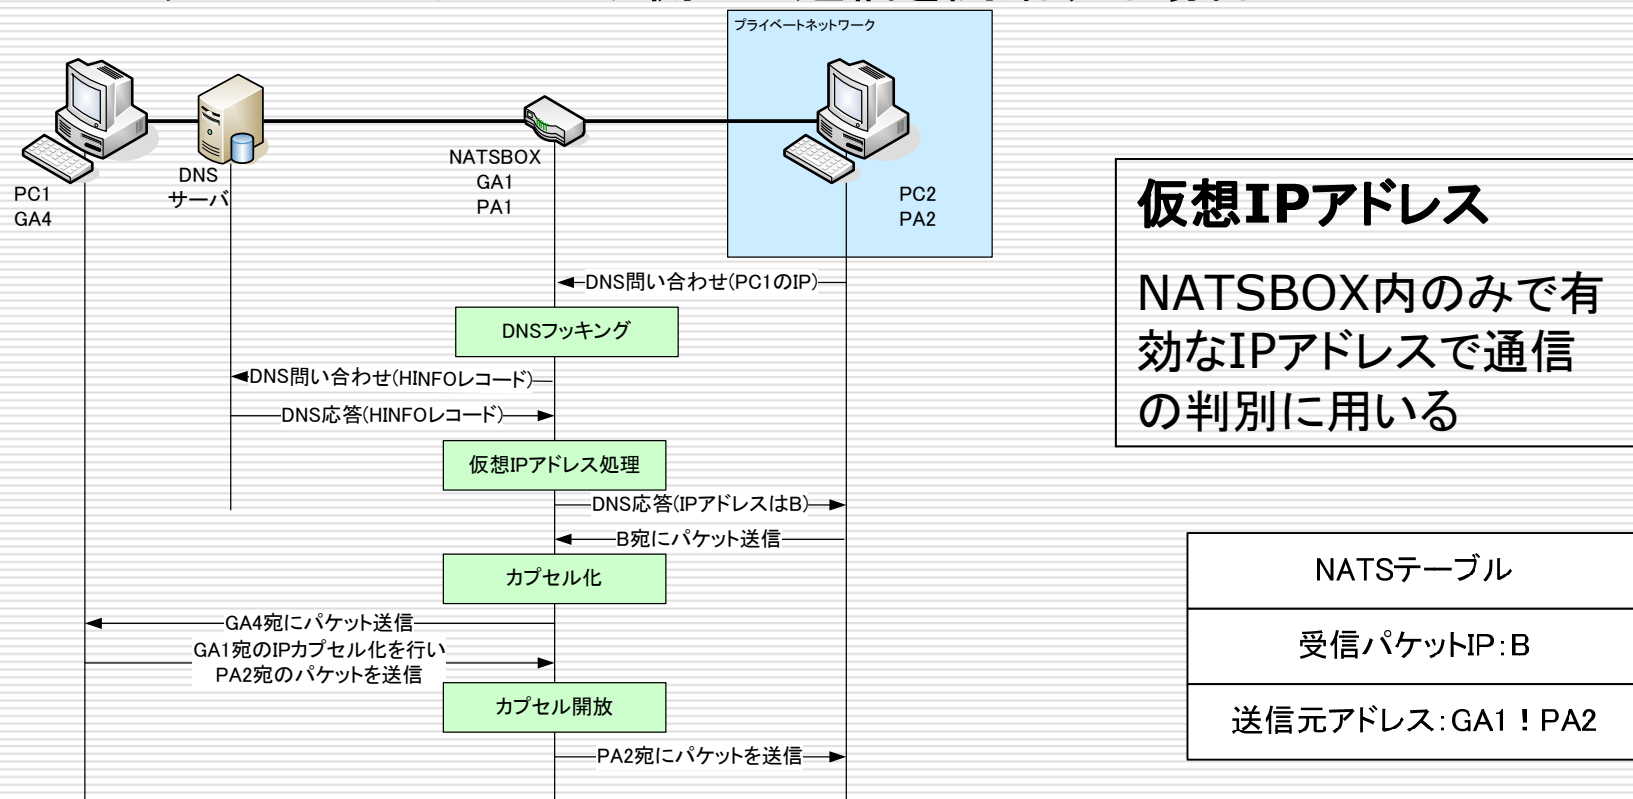 プライベートネットワーク
NATSBOX
GA1
PA1
DNS
サーバ
PC1
GA4
PC2
PA2
DNS問い合わせ(PC1のIP)
DNSフッキング
DNS問い合わせ(HINFOレコード)
DNS応答(HINFOレコード)
仮想IPアドレス処理
DNS応答(IPアドレスはB)
B宛にパケット送信
カプセル化
GA4宛にパケット送信
GA1宛のIPカプセル化を行い
PA2宛のパケットを送信
カプセル開放
PA2宛にパケットを送信
仮想IPアドレス
NATSBOX内のみで有
効なIPアドレスで通信
の判別に用いる
NATSテーブル
受信パケットIP:B
送信元アドレス:GA1!PA2